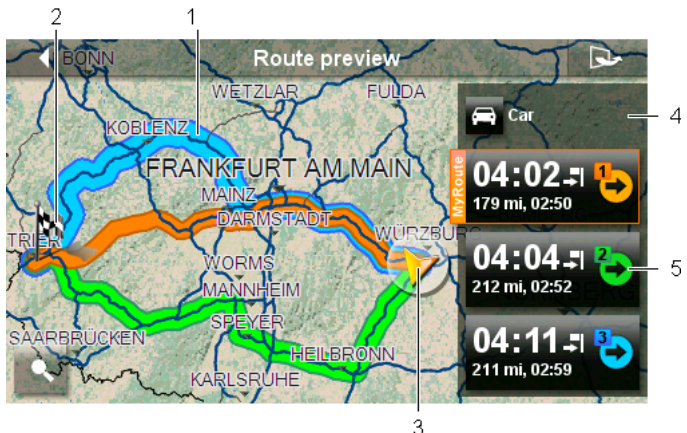 2
1
Route preview
BONN
WETZLAR
FULDA
KOBLENZ
FRANKFURT AM MAIN
MAINZ
DARMSTADT
WÜRZBURG
TRIER
WORMS
MANNHEIM
SPEYER
SAARBRÜCKEN
HEILBRONN
KARLSRUHE
Car
4
MyRoute
04:02
1
179 mi, 02:50
04:04
2
5
212 mi, 02:52
04:11
3
211 mi, 02:59
3